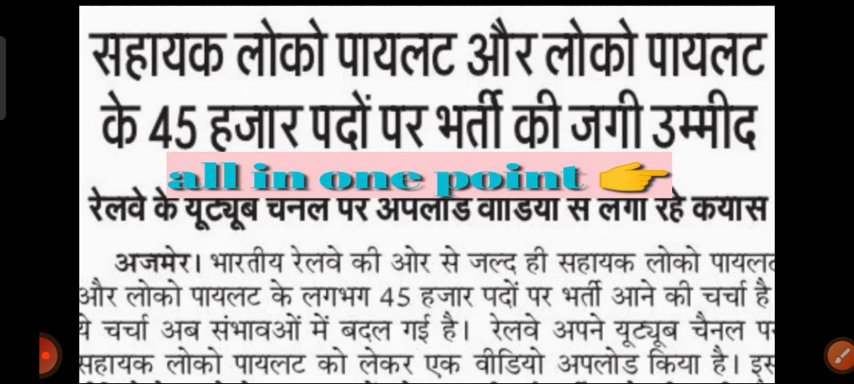 सहायक लोको पायलट और लोको पायलट
के 45 हजार पदों पर भर्ती की जगी उम्मीद
all in one point
रेलवे के यूट्यूब चैनल पर अपलोड वीडियो से लगा रहे कयास
अजमेर। भारतीय रेलवे की ओर से जल्द ही सहायक लोको पायलट
और लोको पायलट के लगभग 45 हजार पदों पर भर्ती आने की चर्चा है
ये चर्चा अब संभावओं में बदल गई है। रेलवे अपने यूट्यूब चैनल पर
सहायक लोको पायलट को लेकर एक वीडियो अपलोड किया है। इस